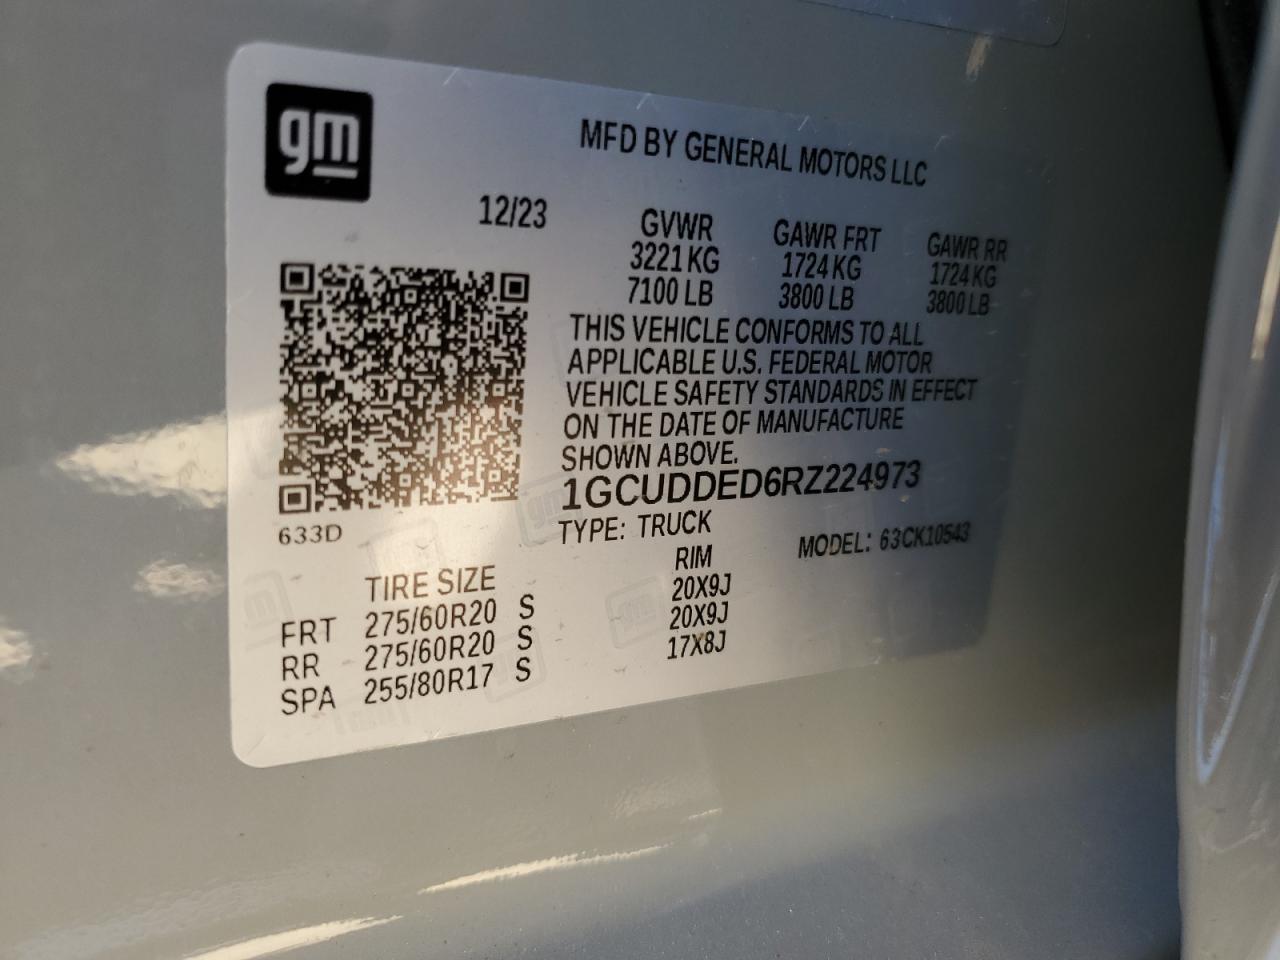 gm
MFD BY GENERAL MOTORS LLC
12/23
GVWR GAWR FRT GAWR RR
3221 KG 1724 KG 1724 KG
7100 LB 3800 LB 3800 LB
THIS VEHICLE CONFORMS TO ALL
APPLICABLE U.S. FEDERAL MOTOR
VEHICLE SAFETY STANDARDS IN EFFECT
ON THE DATE OF MANUFACTURE
SHOWN ABOVE.
1GCUDDED6RZ224973
633D
TYPE: TRUCK MODEL: 63CK10543
TIRE SIZE RIM
FRT 275/60R20 S 20X9J
RR 275/60R20 S 20X9J
SPA 255/80R17 S 17X8J